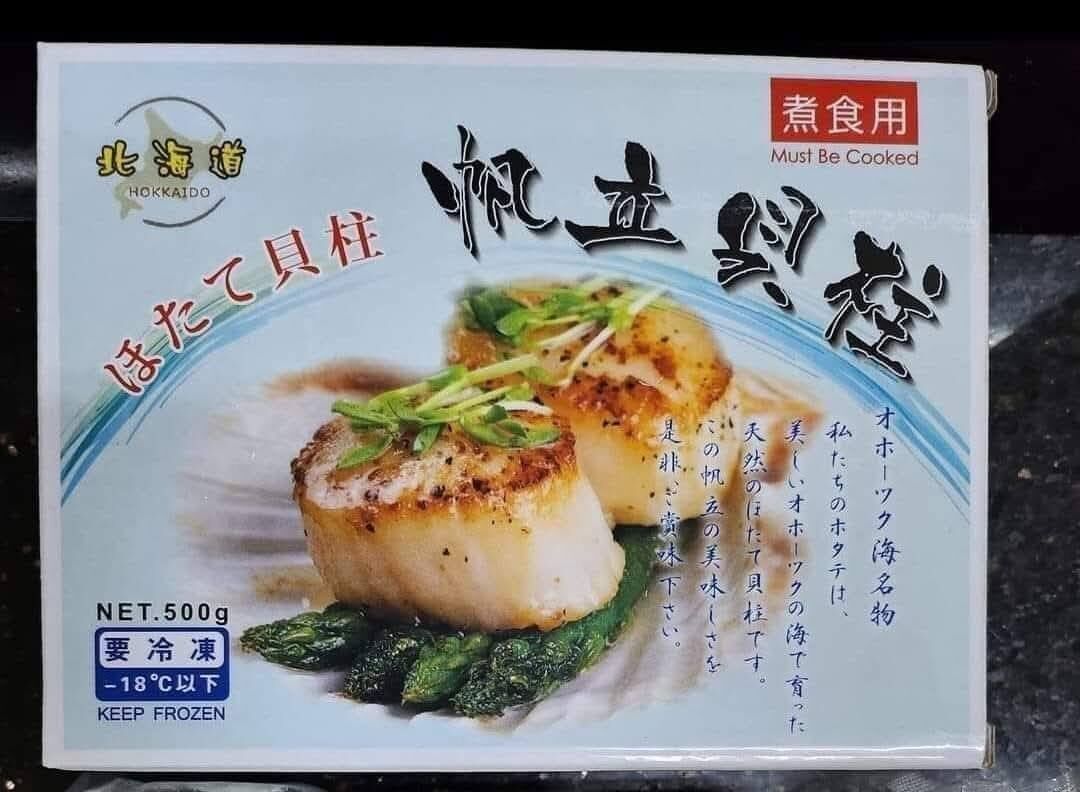 北海道
HOKKAIDO
煮食用
Must Be Cooked
帆立貝柱
ほたて貝柱
オホーツク海名物
私たちのホタテは、
美しいオホーツクの海で育った
天然のほたて貝柱です。
この帆立の美味しさを
是非、ご賞味下さい。
NET.500g
要冷凍
-18℃以下
KEEP FROZEN